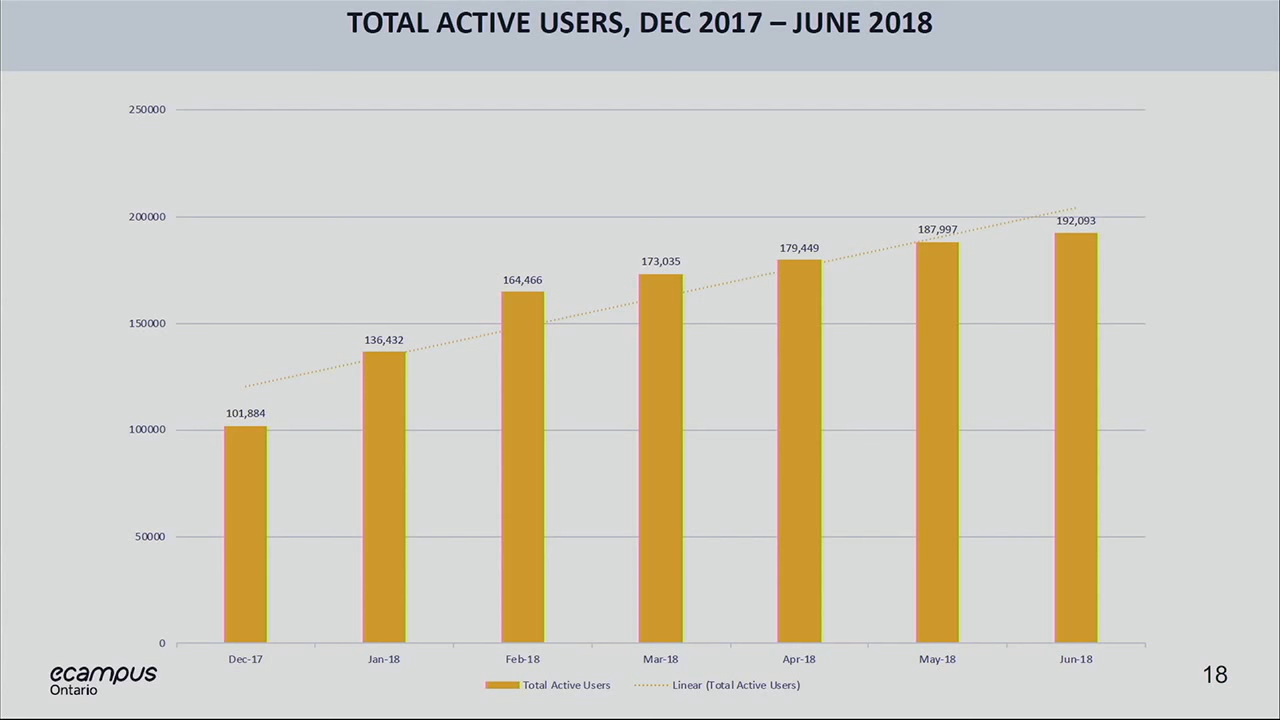 TOTAL ACTIVE USERS, DEC 2017 – JUNE 2018
250000
200000
150000
100000
50000
0
101,884
136,432
164,466
173,035
179,449
187,997
192,093
Dec-17
Jan-18
Feb-18
Mar-18
Apr-18
May-18
Jun-18
Total Active Users
Linear (Total Active Users)
ecampus
Ontario
18